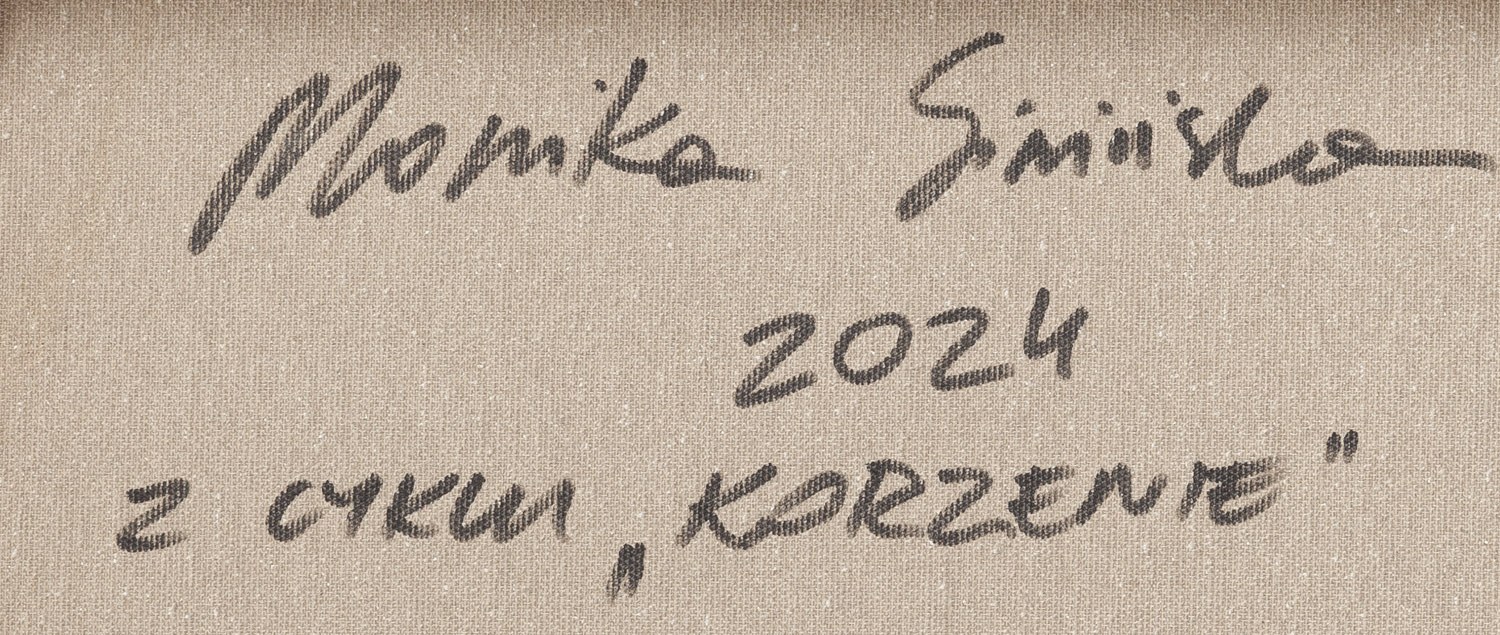 Monika
2024
z CYKLU „KORZENIE"